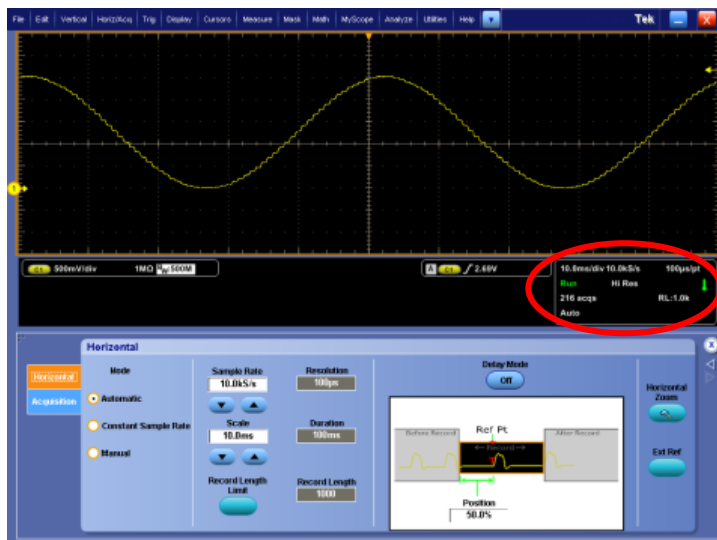 File Edit Vertical Horiz/Acq Trig Display Cursors Measure Mask Math MyScope Analyze Utilities Help Tek
1
C1 500mV/div 1MΩ BW:500M
A C1 2.69V
10.0ms/div 10.0kS/s 100µs/pt
Run Hi Res
216 acqs RL:1.0k
Auto
Horizontal
Horizontal
Acquisition
Mode
Automatic
Constant Sample Rate
Manual
Sample Rate
10.0kS/s
Scale
10.0ms
Record Length
Limit
Resolution
100µs
Duration
100ms
Record Length
1000
Delay Mode
Off
Before Record
Ref Pt
Record
After Record
Position
50.0%
Horizontal
Zoom
Ext Ref